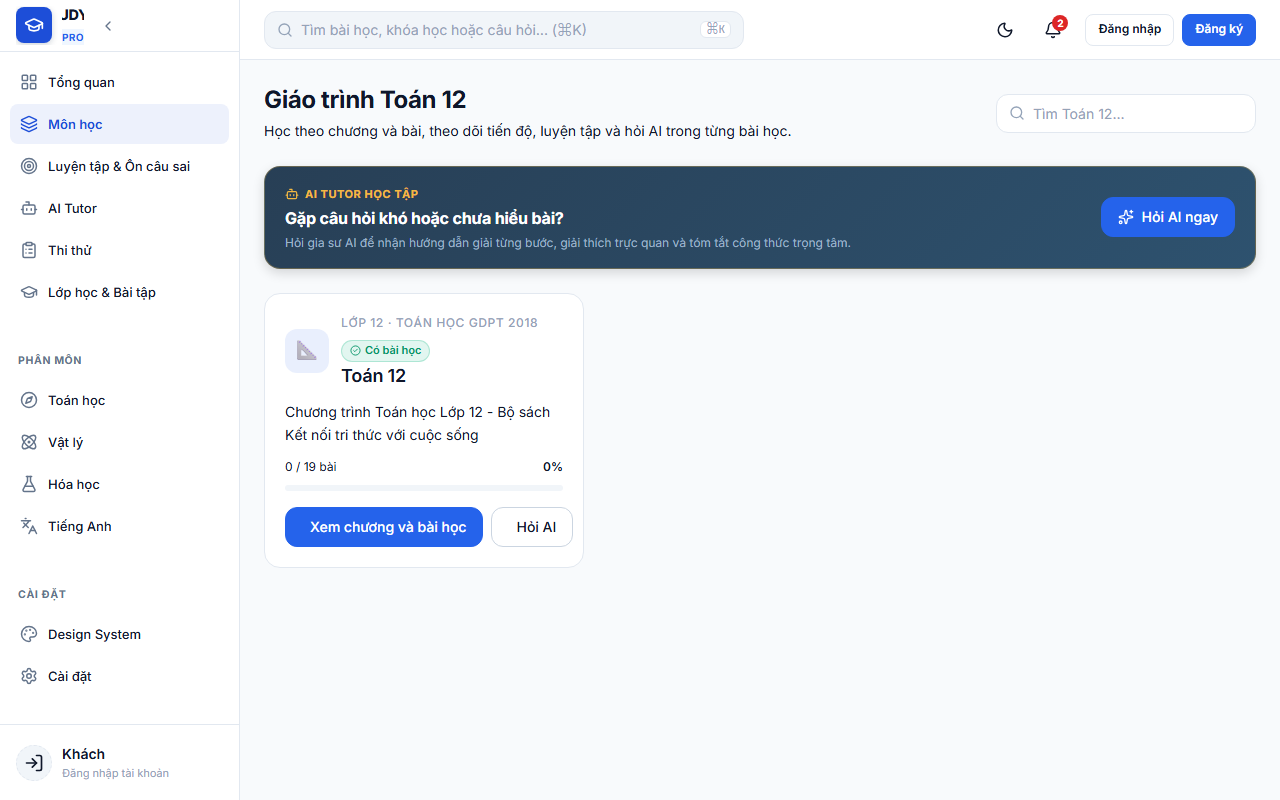 PRO
Tìm bài học, khóa học hoặc câu hỏi... (⌘K)
⌘K
2
Đăng nhập
Đăng ký
Tổng quan
Môn học
Luyện tập & Ôn câu sai
AI Tutor
Thi thử
Lớp học & Bài tập
PHÂN MÔN
Toán học
Vật lý
Hóa học
Tiếng Anh
CÀI ĐẶT
Design System
Cài đặt
Khách
Đăng nhập tài khoản
Giáo trình Toán 12
Học theo chương và bài, theo dõi tiến độ, luyện tập và hỏi AI trong từng bài học.
Tìm Toán 12...
AI TUTOR HỌC TẬP
Gặp câu hỏi khó hoặc chưa hiểu bài?
Hỏi gia sư AI để nhận hướng dẫn giải từng bước, giải thích trực quan và tóm tắt công thức trọng tâm.
Hỏi AI ngay
LỚP 12 · TOÁN HỌC GDPT 2018
Có bài học
Toán 12
Chương trình Toán học Lớp 12 - Bộ sách
Kết nối tri thức với cuộc sống
0 / 19 bài
0%
Xem chương và bài học
Hỏi AI